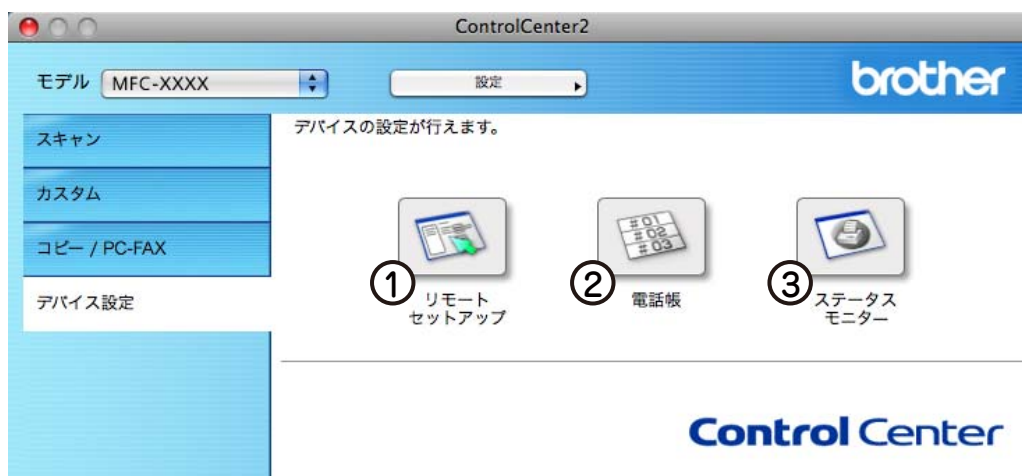 ControlCenter2
モデル MFC-XXXX 設定 brother
スキャン
カスタム
コピー / PC-FAX
デバイス設定
デバイスの設定が行えます。
① リモート
セットアップ
#01
#02
#03
② 電話帳
③ ステータス
モニター
Control Center